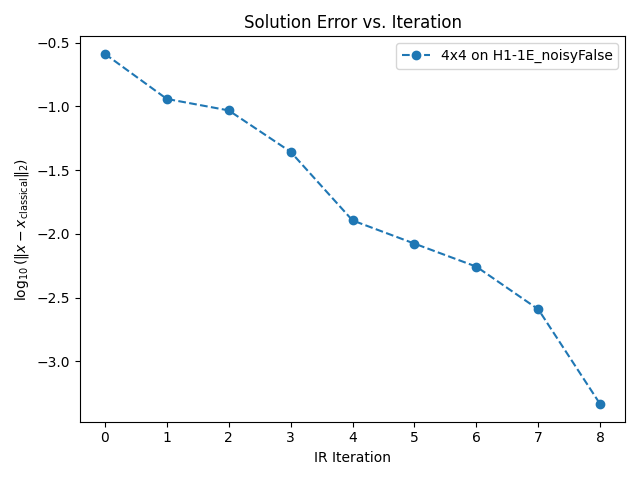 Solution Error vs. Iteration
4x4 on H1-1E_noisyFalse
−0.5
−1.0
−1.5
−2.0
−2.5
−3.0
log₁₀ (‖x − x_classical‖₂)
0 1 2 3 4 5 6 7 8
IR Iteration